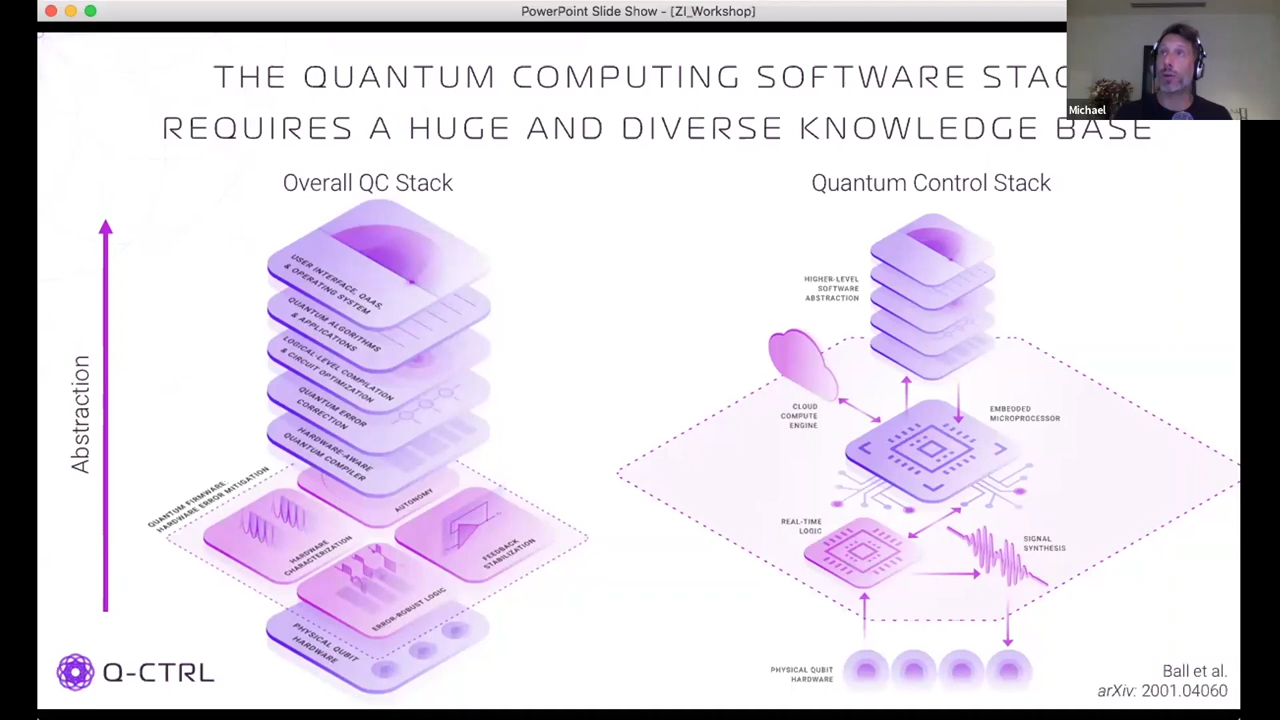 PowerPoint Slide Show - [ZI_Workshop]
Michael
THE QUANTUM COMPUTING SOFTWARE STAC
REQUIRES A HUGE AND DIVERSE KNOWLEDGE BASE
Overall QC Stack
Abstraction
USER INTERFACE, QAAS,
& OPERATING SYSTEM
QUANTUM ALGORITHMS
& APPLICATIONS
LOGICAL-LEVEL COMPILATION
& CIRCUIT OPTIMIZATION
QUANTUM ERROR
CORRECTION
HARDWARE-AWARE
QUANTUM COMPILER
QUANTUM FIRMWARE
HARDWARE ERROR MITIGATION
AUTONOMY
HARDWARE
CHARACTERIZATION
FEEDBACK
STABILIZATION
ERROR-ROBUST LOGIC
PHYSICAL QUBIT
HARDWARE
Q-CTRL
Quantum Control Stack
HIGHER-LEVEL
SOFTWARE
ABSTRACTION
CLOUD
COMPUTE
ENGINE
EMBEDDED
MICROPROCESSOR
REAL-TIME
LOGIC
SIGNAL
SYNTHESIS
PHYSICAL QUBIT
HARDWARE
Ball et al.
arXiv: 2001.04060